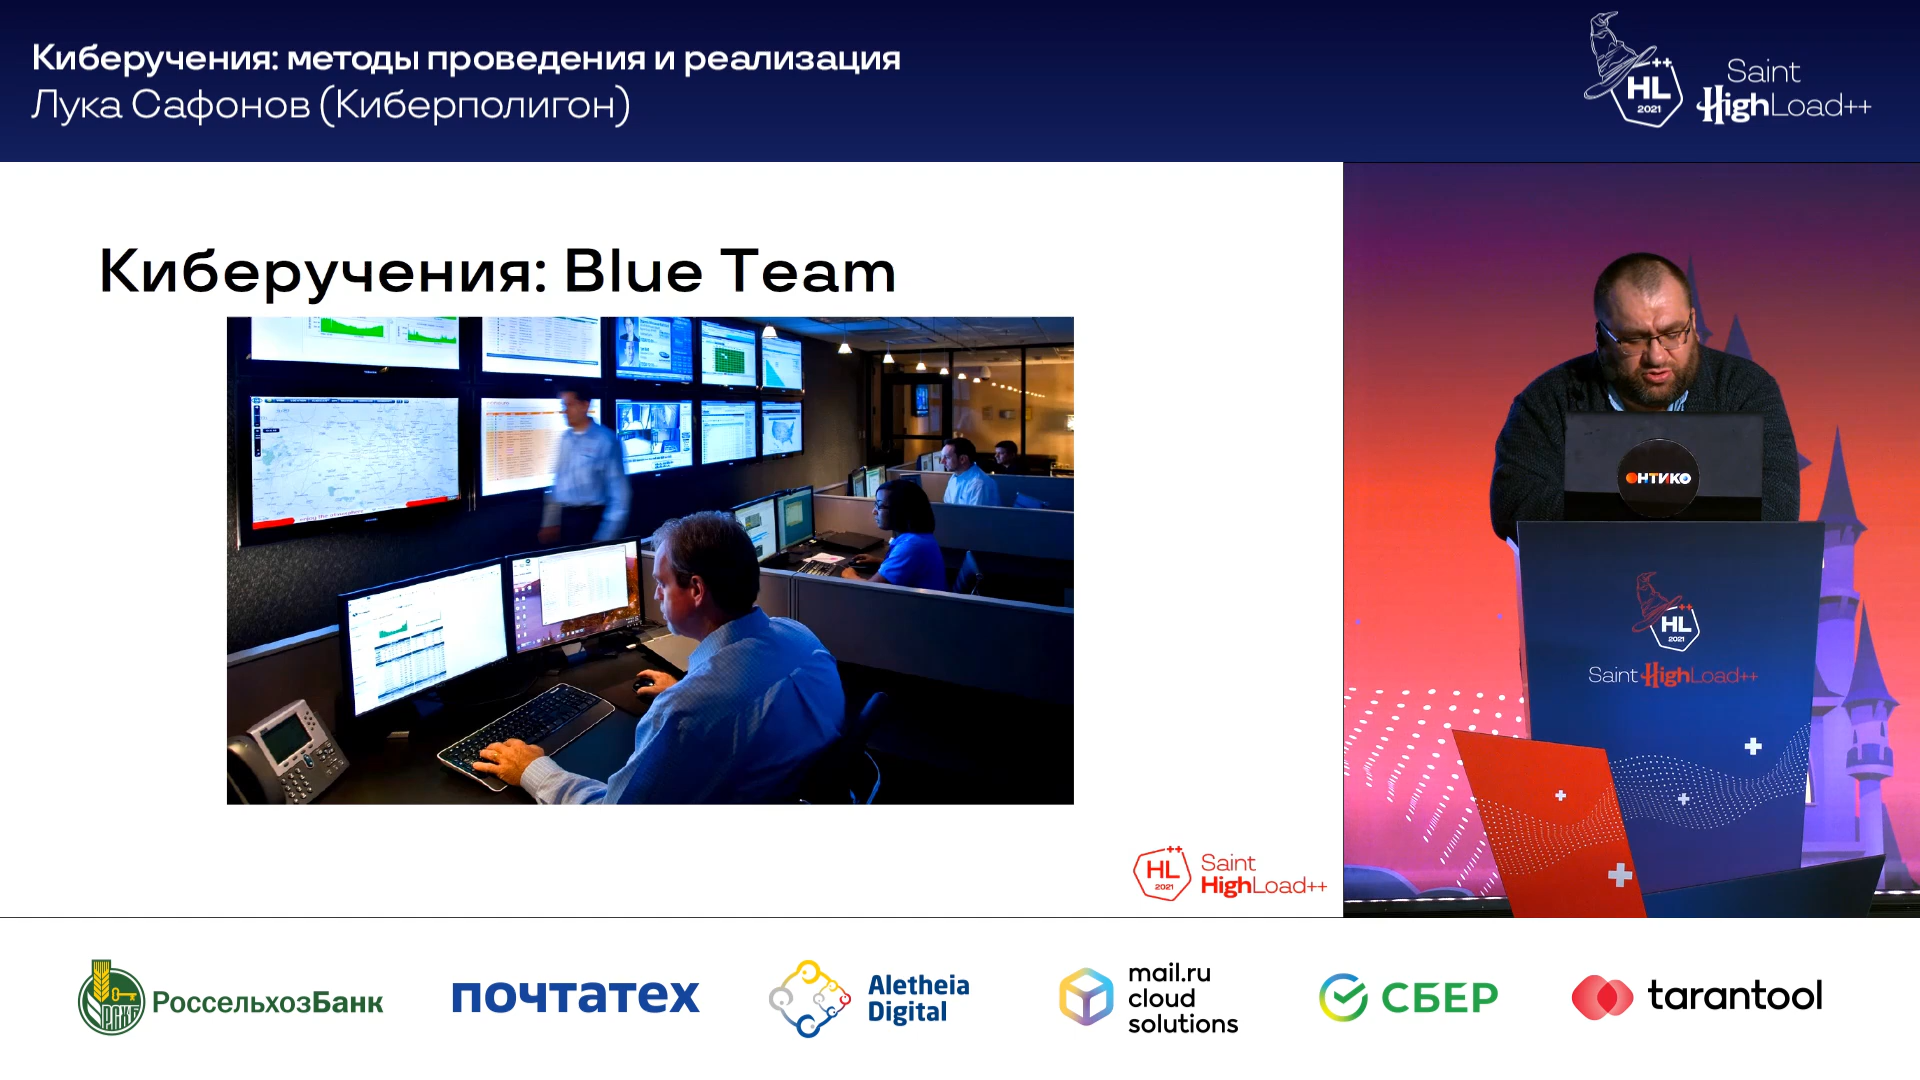 Киберучения: методы проведения и реализация
Лука Сафонов (Киберполигон)
HL
2021
Saint
HighLoad++
Киберучения: Blue Team
ОНТИКО
HL
2021
Saint HighLoad++
HL
2021
Saint
HighLoad++
РоссельхозБанк
почтатех
Aletheia
Digital
mail.ru
cloud
solutions
СБЕР
tarantool